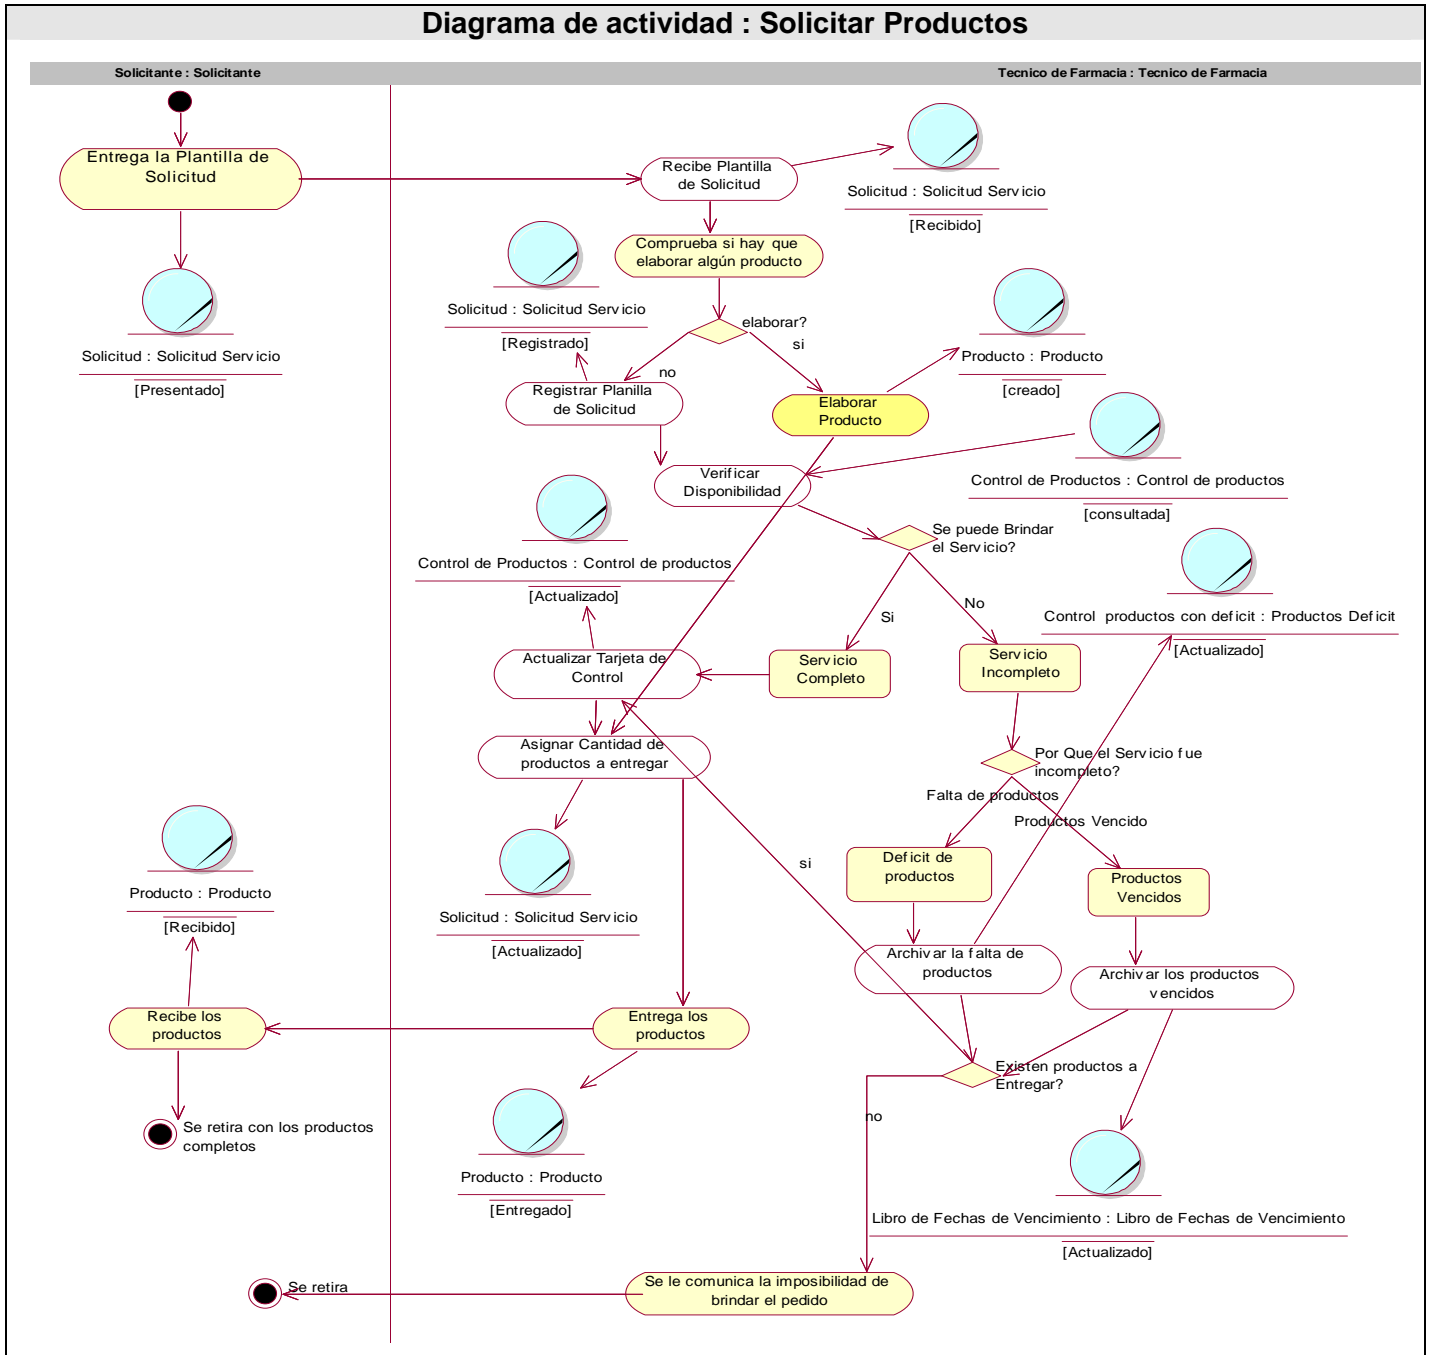 Diagrama de actividad : Solicitar Productos
Solicitante : Solicitante
Tecnico de Farmacia : Tecnico de Farmacia
Entrega la Plantilla de
Solicitud
Recibe Plantilla
de Solicitud
Solicitud : Solicitud Servicio
[Recibido]
Comprueba si hay que
elaborar algún producto
Solicitud : Solicitud Servicio
[Registrado]
elaborar?
si
no
Producto : Producto
[creado]
Solicitud : Solicitud Servicio
[Presentado]
Registrar Planilla
de Solicitud
Elaborar
Producto
Verificar
Disponibilidad
Control de Productos : Control de productos
[consultada]
Se puede Brindar
el Servicio?
Control de Productos : Control de productos
[Actualizado]
Si
No
Control productos con deficit : Productos Deficit
[Actualizado]
Actualizar Tarjeta de
Control
Servicio
Completo
Servicio
Incompleto
Asignar Cantidad de
productos a entregar
Por Que el Servicio fue
incompleto?
Falta de productos
Productos Vencido
si
Deficit de
productos
Productos
Vencidos
Producto : Producto
[Recibido]
Solicitud : Solicitud Servicio
[Actualizado]
Archivar la falta de
productos
Archivar los productos
vencidos
Recibe los
productos
Entrega los
productos
Existen productos a
Entregar?
no
Se retira con los productos
completos
Producto : Producto
[Entregado]
Libro de Fechas de Vencimiento : Libro de Fechas de Vencimiento
[Actualizado]
Se retira
Se le comunica la imposibilidad de
brindar el pedido